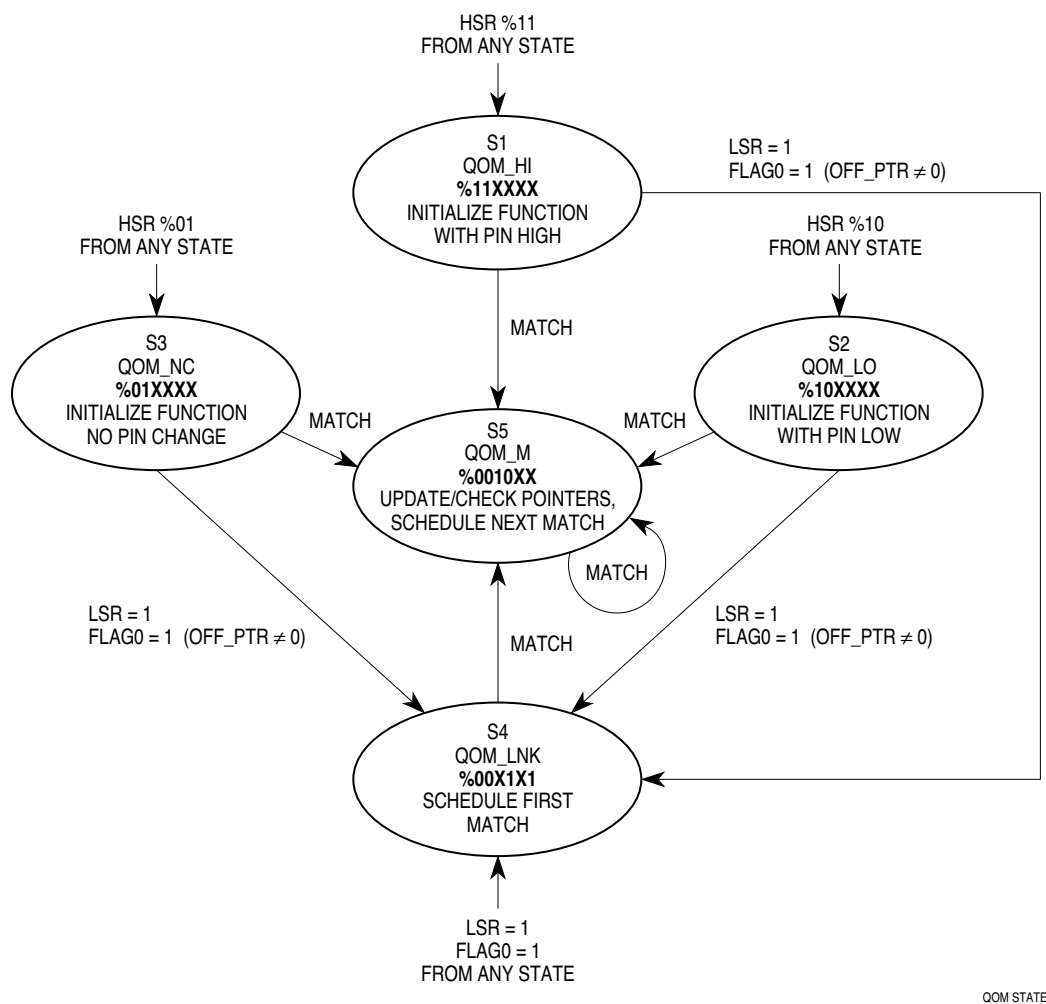 HSR %11
FROM ANY STATE
S1
QOM_HI
%11XXXX
INITIALIZE FUNCTION
WITH PIN HIGH
LSR = 1
FLAG0 = 1 (OFF_PTR ≠ 0)
HSR %01
FROM ANY STATE
HSR %10
FROM ANY STATE
MATCH
S3
QOM_NC
%01XXXX
INITIALIZE FUNCTION
NO PIN CHANGE
S2
QOM_LO
%10XXXX
INITIALIZE FUNCTION
WITH PIN LOW
MATCH
MATCH
S5
QOM_M
%0010XX
UPDATE/CHECK POINTERS,
SCHEDULE NEXT MATCH
MATCH
LSR = 1
FLAG0 = 1 (OFF_PTR ≠ 0)
MATCH
LSR = 1
FLAG0 = 1 (OFF_PTR ≠ 0)
S4
QOM_LNK
%00X1X1
SCHEDULE FIRST
MATCH
LSR = 1
FLAG0 = 1
FROM ANY STATE
QOM STATE